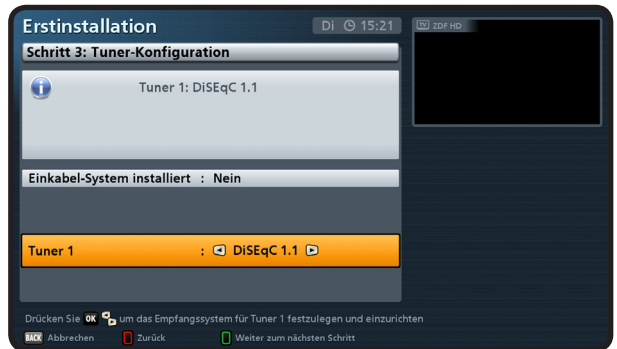 Erstinstallation
Di 15:21
TV ZDF HD
Schritt 3: Tuner-Konfiguration
Tuner 1: DiSEqC 1.1
Einkabel-System installiert : Nein
Tuner 1 : DiSEqC 1.1
Drücken Sie OK um das Empfangssystem für Tuner 1 festzulegen und einzurichten
BACK Abbrechen Zurück Weiter zum nächsten Schritt